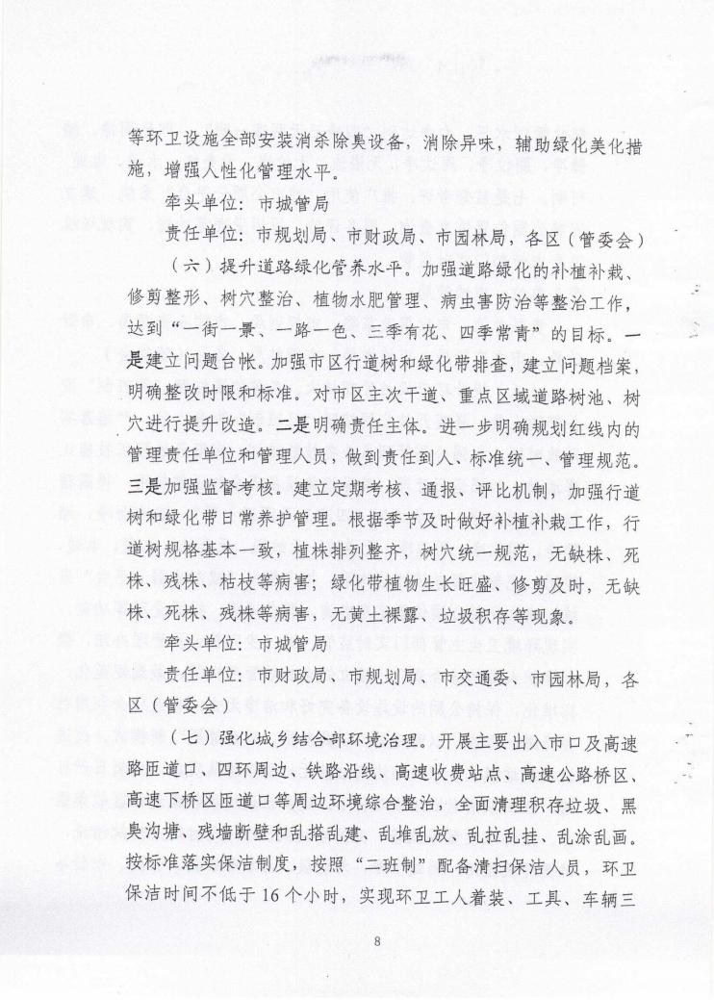 等环卫设施全部安装消杀除臭设备，消除异味，辅助绿化美化措
施，增强人性化管理水平。
牵头单位：市城管局
责任单位：市规划局、市财政局、市园林局，各区（管委会）
（六）提升道路绿化管养水平。加强道路绿化的补植补栽、
修剪整形、树穴整治、植物水肥管理、病虫害防治等整治工作，
达到“一街一景、一路一色、三季有花、四季常青”的目标。一
是建立问题台帐。加强市区行道树和绿化带排查，建立问题档案，
明确整改时限和标准。对市区主次干道、重点区域道路树池、树
穴进行提升改造。二是明确责任主体。进一步明确规划红线内的
管理责任单位和管理人员，做到责任到人、标准统一、管理规范。
三是加强监督考核。建立定期考核、通报、评比机制，加强行道
树和绿化带日常养护管理。根据季节及时做好补植补栽工作，行
道树规格基本一致，植株排列整齐，树穴统一规范，无缺株、死
株、残株、枯枝等病害；绿化带植物生长旺盛、修剪及时，无缺
株、死株、残株等病害，无黄土裸露、垃圾积存等现象。
牵头单位：市城管局
责任单位：市财政局、市规划局、市交通委、市园林局，各
区（管委会）
（七）强化城乡结合部环境治理。开展主要出入市口及高速
路匝道口、四环周边、铁路沿线、高速收费站点、高速公路桥区、
高速下桥区匝道口等周边环境综合整治，全面清理积存垃圾、黑
臭沟塘、残墙断壁和乱搭乱建、乱堆乱放、乱拉乱挂、乱涂乱画。
按标准落实保洁制度，按照“二班制”配备清扫保洁人员，环卫
保洁时间不低于 16 个小时，实现环卫工人着装、工具、车辆三
8